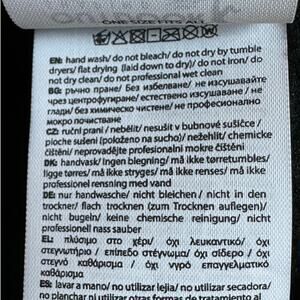 ONE SIZE FITS ALL
EN: hand wash/ do not bleach/ do not dry by tumble
dryers/ flat drying (laid down to dry)/ do not iron/ do
not dry clean/ do not professional wet clean
BG: ръчно пране/ без избелване/ не изсушавайте
чрез центрофугиране/ естествено изсушаване / не
глади/ без химическо чистене/ не професионално
мокро почистване
CZ: ruční praní / nebělit/ nesušit v bubnové sušičce/
ploché sušení (položeno na sucho)/ nežehlit/ chemicke
čištění/ neprovádějte profesionalni mokré čištění
DK: handvask/ ingen blegning/ må ikke tørretumbles/
ligge tørres/ må ikke stryges/ må ikke renses/ må ikke
professionel rensning med vand
DE: nur handwäsche/ nicht bleichen/ nicht in den
trockner/ flach trocknen (zum Trocknen auflegen)/
nicht bugeln/ keine chemische reinigung/ nicht
professionell nass sauber
EL: πλύσιμο στο χέρι/ όχι λευκαντικό/ όχι
στεγνωτήριο / επίπεδο στέγνωμα/ όχι σίδερο / όχι
στεγνό καθάρισμα / όχι υγρό επαγγελματικό
καθάρισμα
ES: lavar a mano/ no utilizar lejía/ no utilizar secadora/
no planchar ni utilizar otras formas de tratamiento al